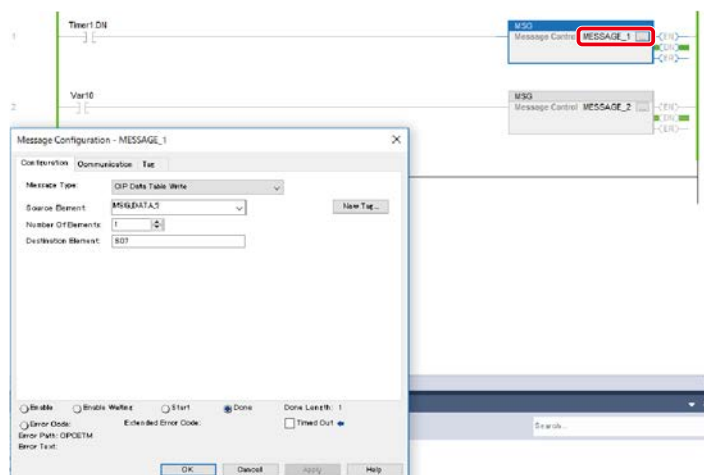 1
Timer1.DN
MSG
Message Control MESSAGE_1 ...
(EN)
(DN)
(ER)
2
Var10
MSG
Message Control MESSAGE_2 ...
(EN)
(DN)
(ER)
Message Configuration - MESSAGE_1
Configuration Communication Tag
Message Type: CIP Data Table Write
Source Element: MSG_DATA_5 New Tag...
Number Of Elements: 1
Destination Element: S07
Enable Enable Waiting Start Done Done Length: 1
Error Code: Extended Error Code: Timed Out
Error Path: OPCETM
Error Text:
OK Cancel Apply Help
Search...